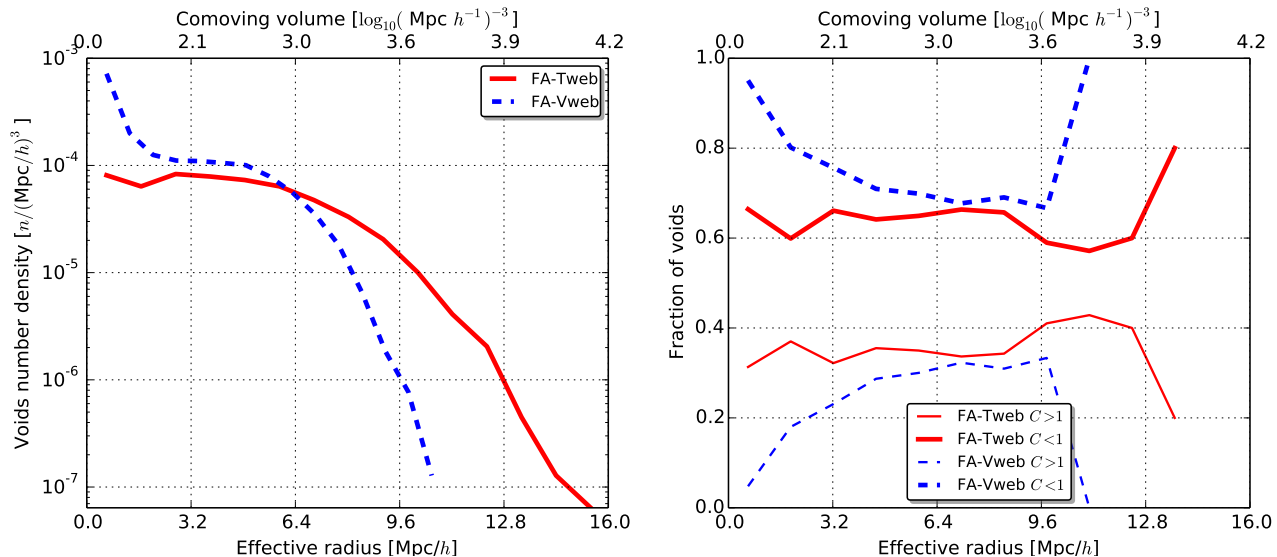 Comoving volume [log₁₀( Mpc h⁻¹)⁻³]
0.0 2.1 3.0 3.6 3.9 4.2
10⁻³
10⁻⁴
10⁻⁵
10⁻⁶
10⁻⁷
Voids number density [n/(Mpc/h)³ ]
FA-Tweb
FA-Vweb
0.0 3.2 6.4 9.6 12.8 16.0
Effective radius [Mpc/h]
Comoving volume [log₁₀( Mpc h⁻¹)⁻³]
0.0 2.1 3.0 3.6 3.9 4.2
1.0
0.8
0.6
0.4
0.2
0.0
Fraction of voids
FA-Tweb C>1
FA-Tweb C<1
FA-Vweb C>1
FA-Vweb C<1
0.0 3.2 6.4 9.6 12.8 16.0
Effective radius [Mpc/h]